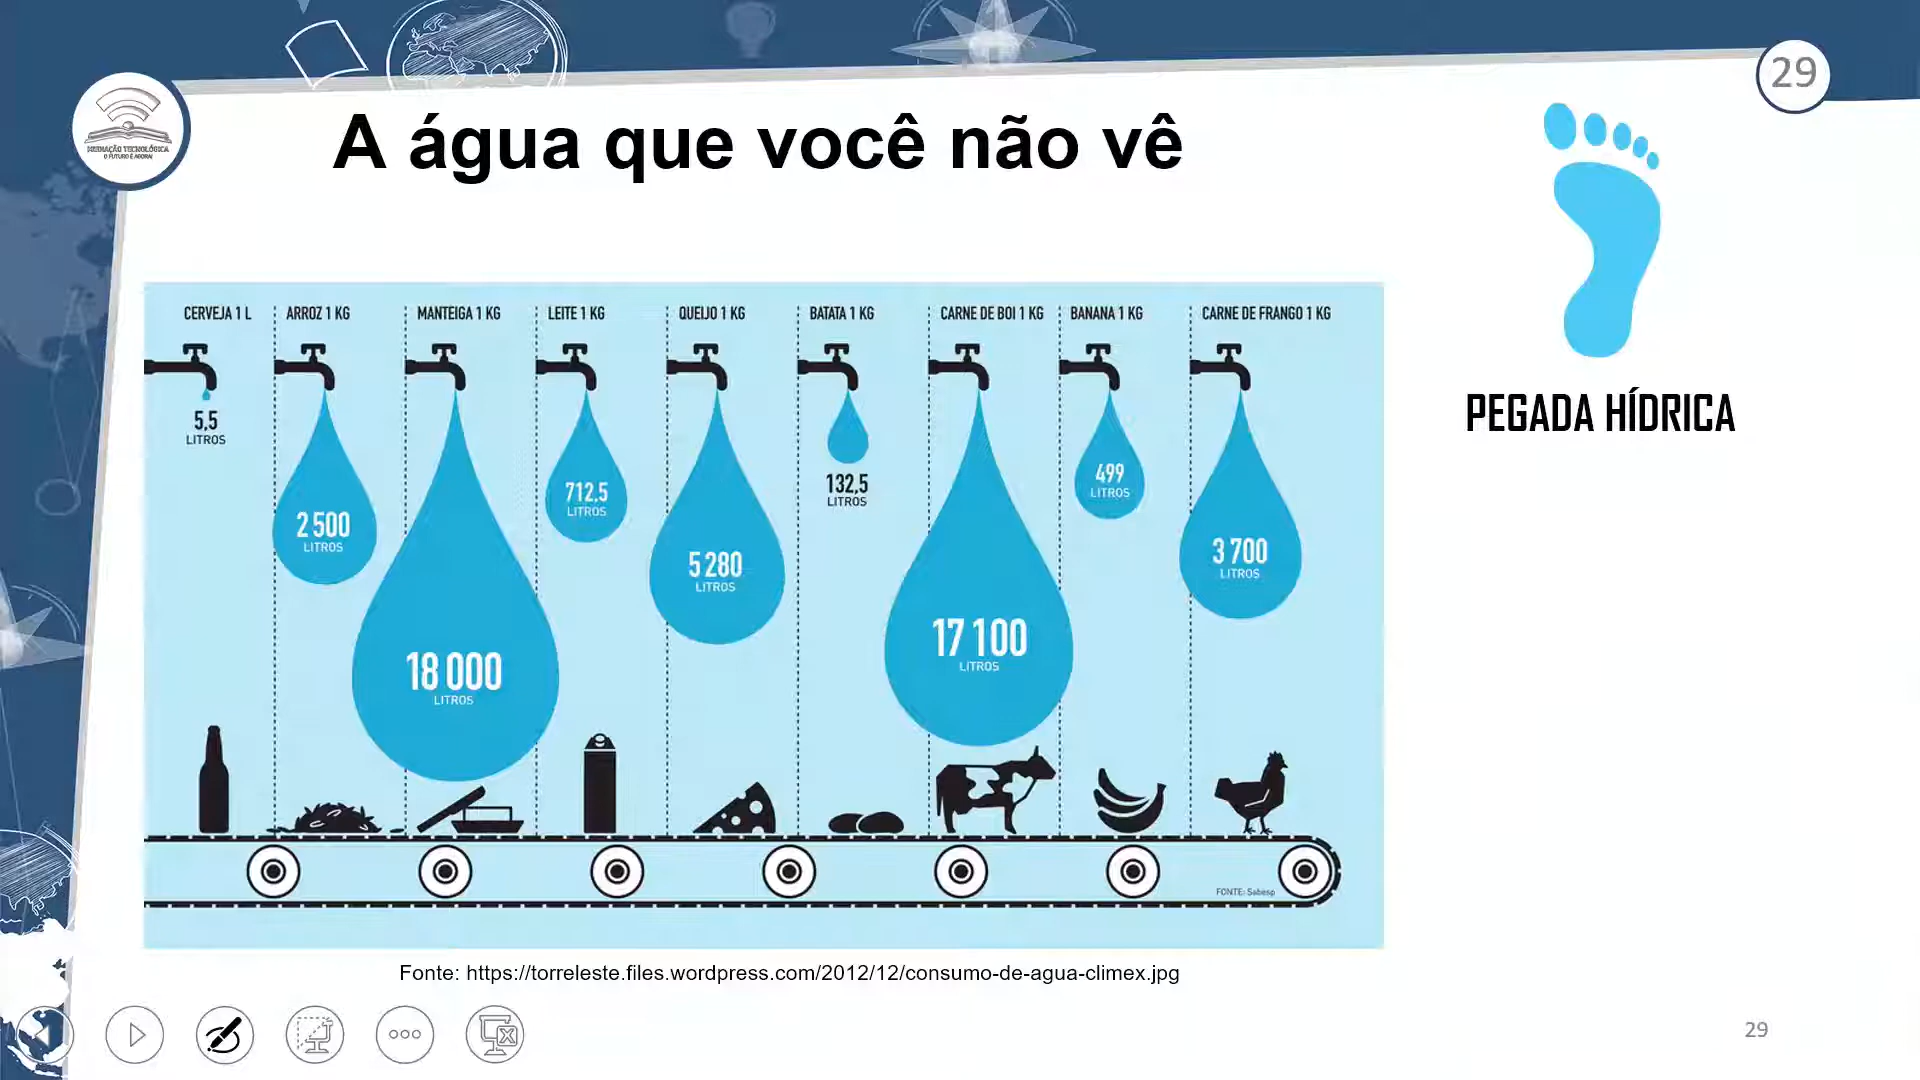 29
MEDIAÇÃO TECNOLÓGICA
O FUTURO É AGORA!
A água que você não vê
PEGADA HÍDRICA
CERVEJA 1 L
ARROZ 1 KG
MANTEIGA 1 KG
LEITE 1 KG
QUEIJO 1 KG
BATATA 1 KG
CARNE DE BOI 1 KG
BANANA 1 KG
CARNE DE FRANGO 1 KG
5,5
LITROS
2 500
LITROS
18 000
LITROS
712,5
LITROS
5 280
LITROS
132,5
LITROS
17 100
LITROS
499
LITROS
3 700
LITROS
FONTE: Sabesp
Fonte: https://torreleste.files.wordpress.com/2012/12/consumo-de-agua-climex.jpg
29